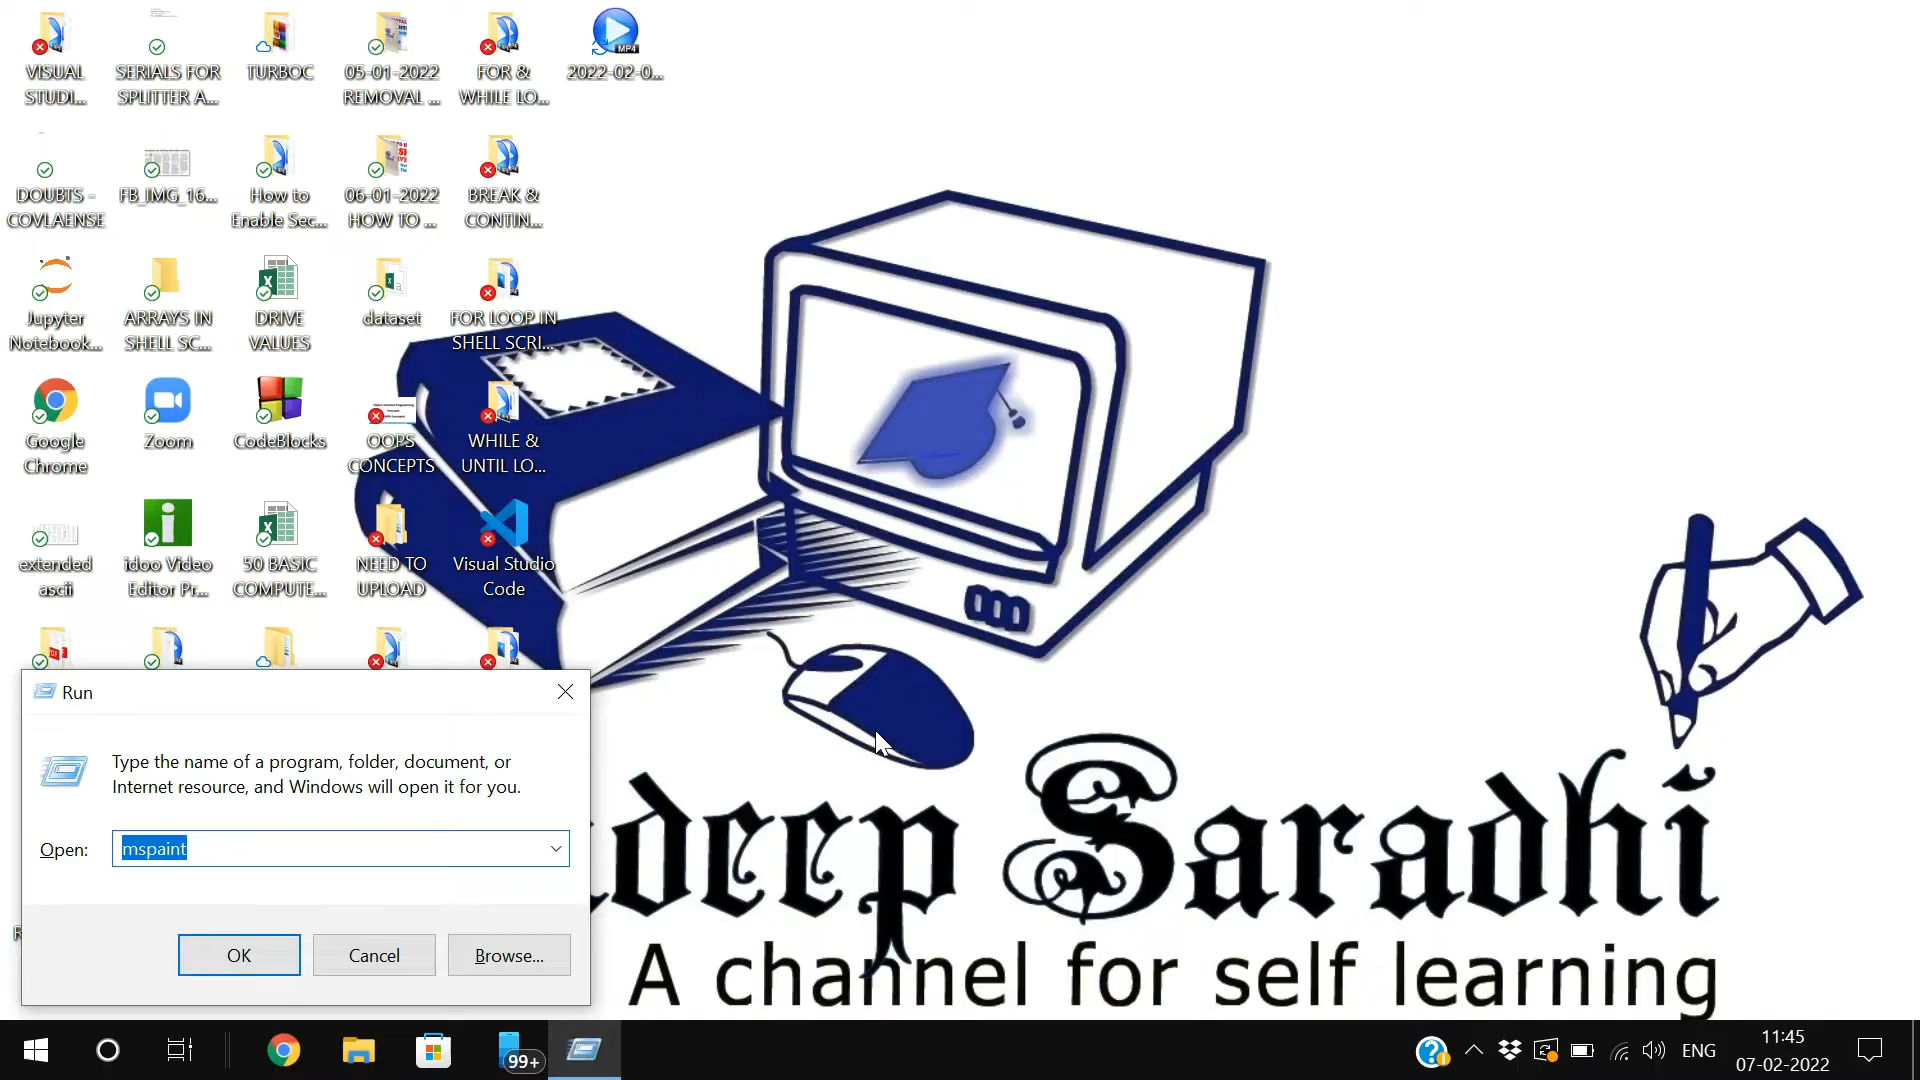 VISUAL
STUDI...
SERIALS FOR
SPLITTER A...
TURBOC
05-01-2022
REMOVAL ...
FOR &
WHILE LO...
MP4
2022-02-0...
DOUBTS -
COVLAENSE
FB_IMG_16...
How to
Enable Sec...
06-01-2022
HOW TO ...
BREAK &
CONTIN...
Jupyter
Notebook...
ARRAYS IN
SHELL SC...
DRIVE
VALUES
dataset
FOR LOOP IN
SHELL SCRI...
Google
Chrome
Zoom
CodeBlocks
OOPS
CONCEPTS
WHILE &
UNTIL LO...
extended
ascii
idoo Video
Editor Pr...
50 BASIC
COMPUTE...
NEED TO
UPLOAD
Visual Studio
Code
Run
Type the name of a program, folder, document, or
Internet resource, and Windows will open it for you.
Open: mspaint
OK Cancel Browse...
deep Saradhi
A channel for self learning
99+
ENG
11:45
07-02-2022